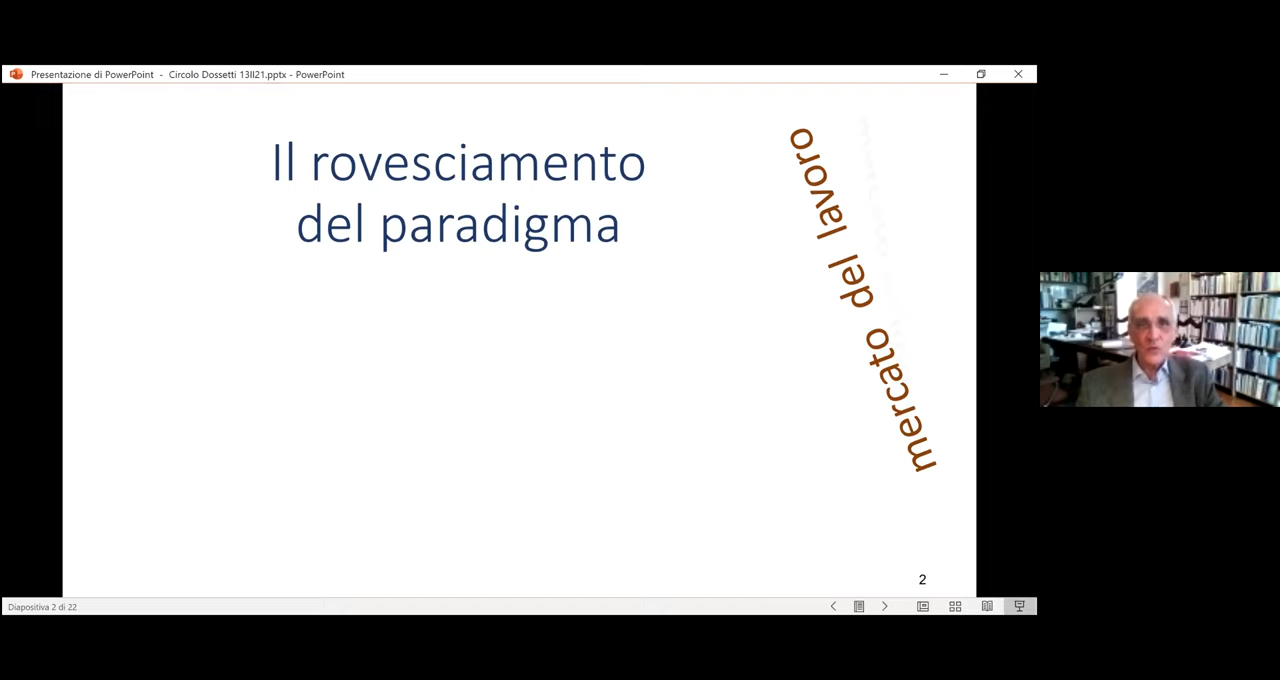 Presentazione di PowerPoint - Circolo Dossetti 13II21.pptx - PowerPoint
Il rovesciamento
del paradigma
mercato del lavoro
2
Diapositiva 2 di 22